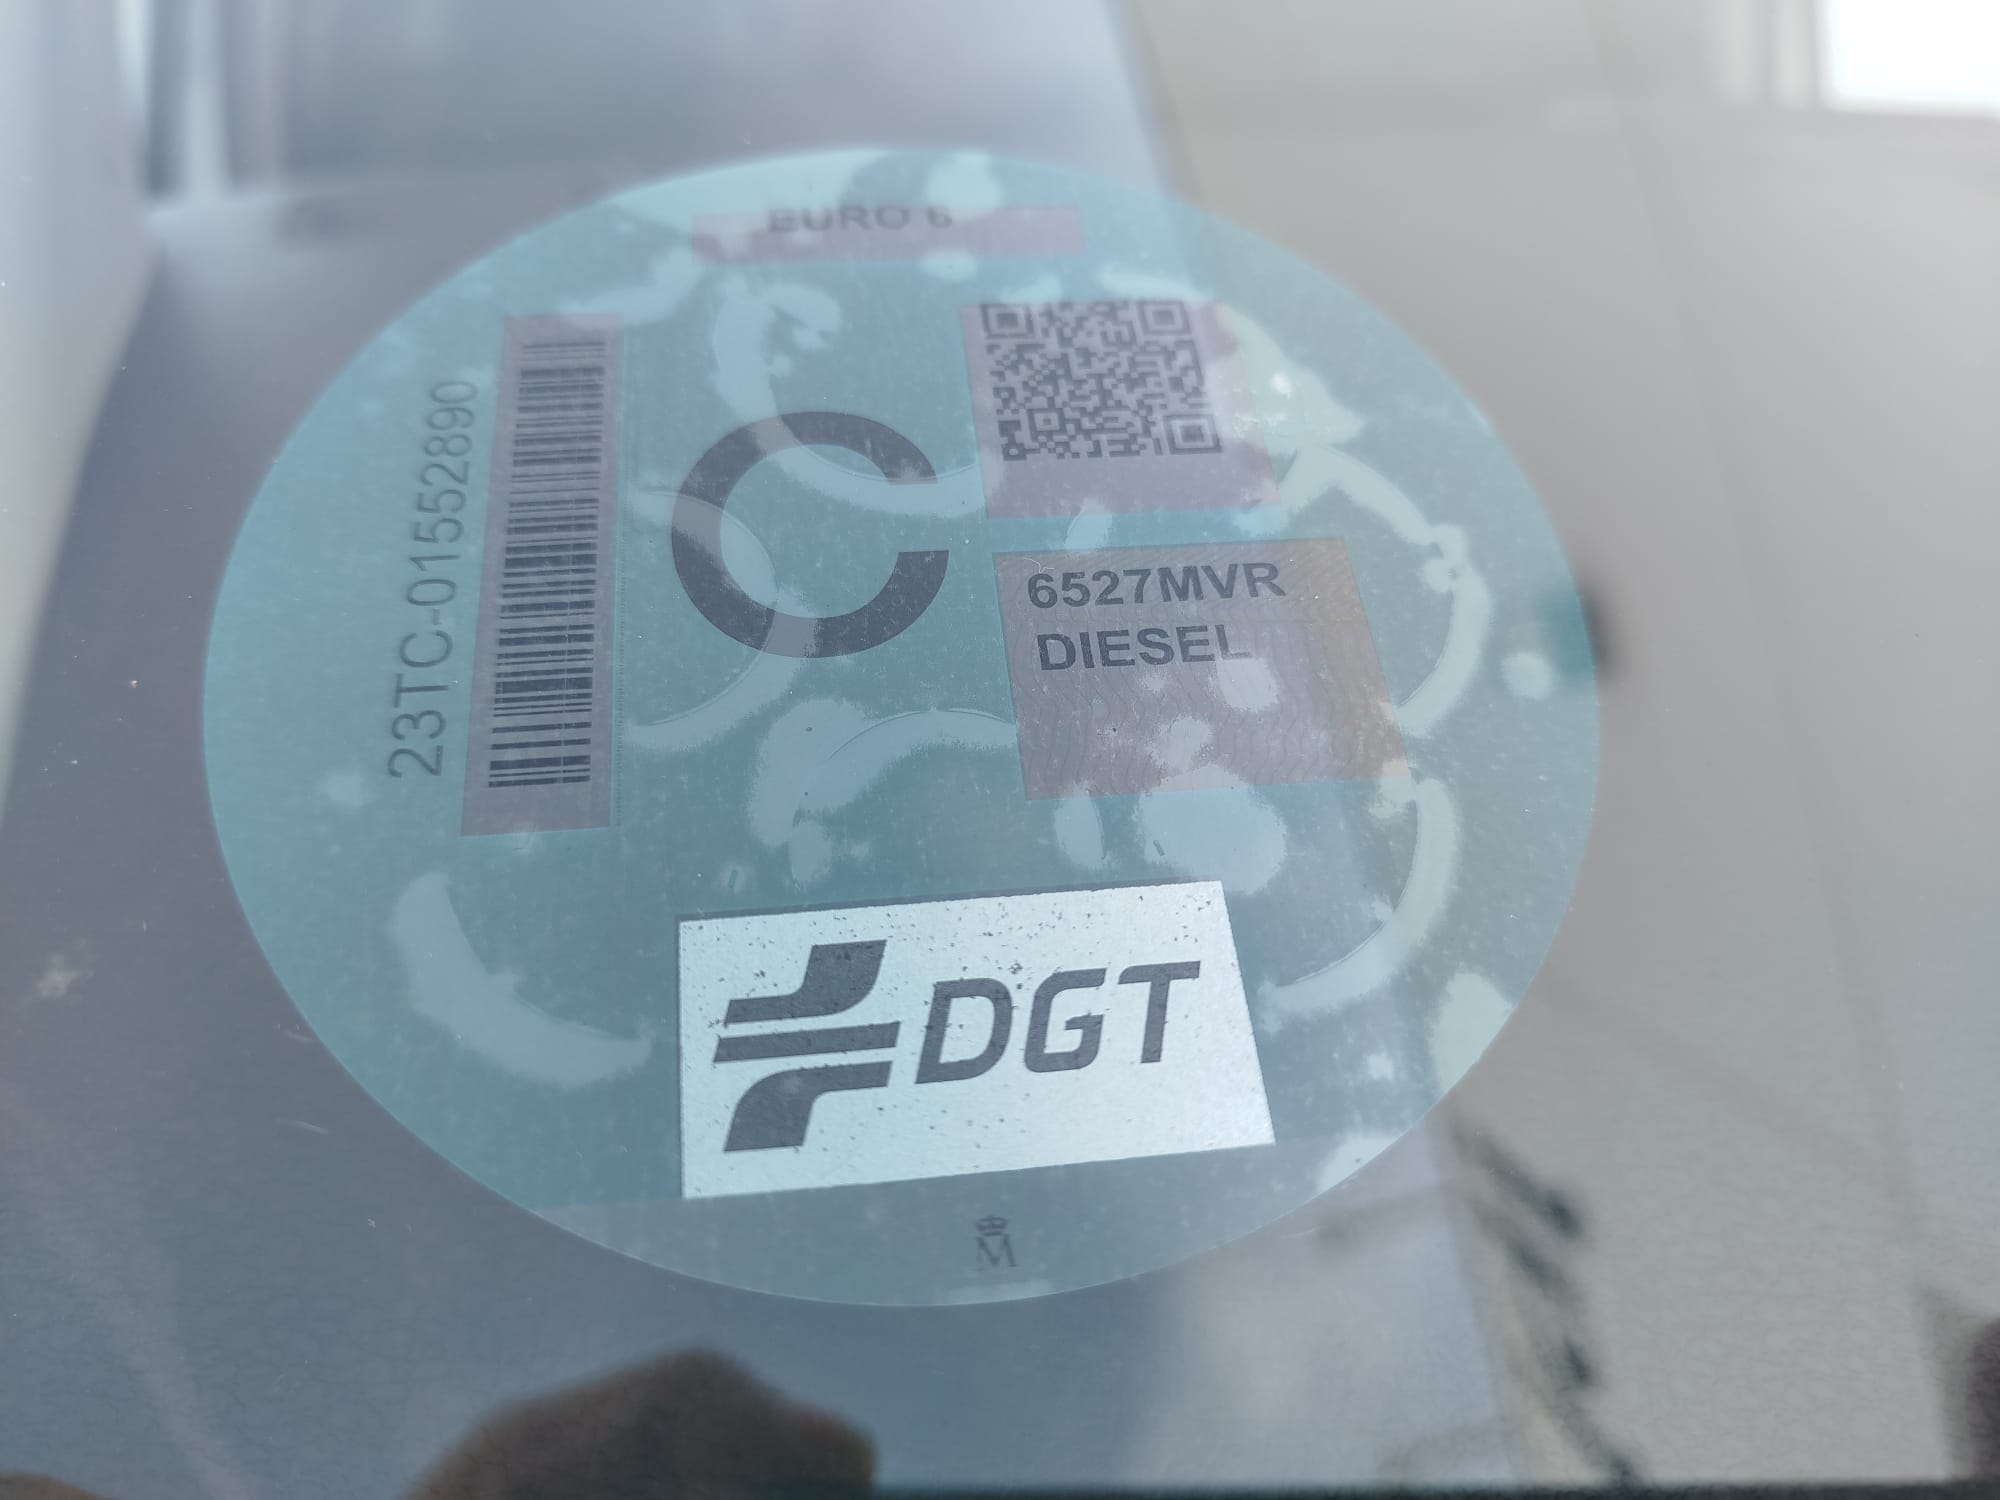 EURO 6
23TC-01552890
C
6527MVR
DIESEL
DGT
M